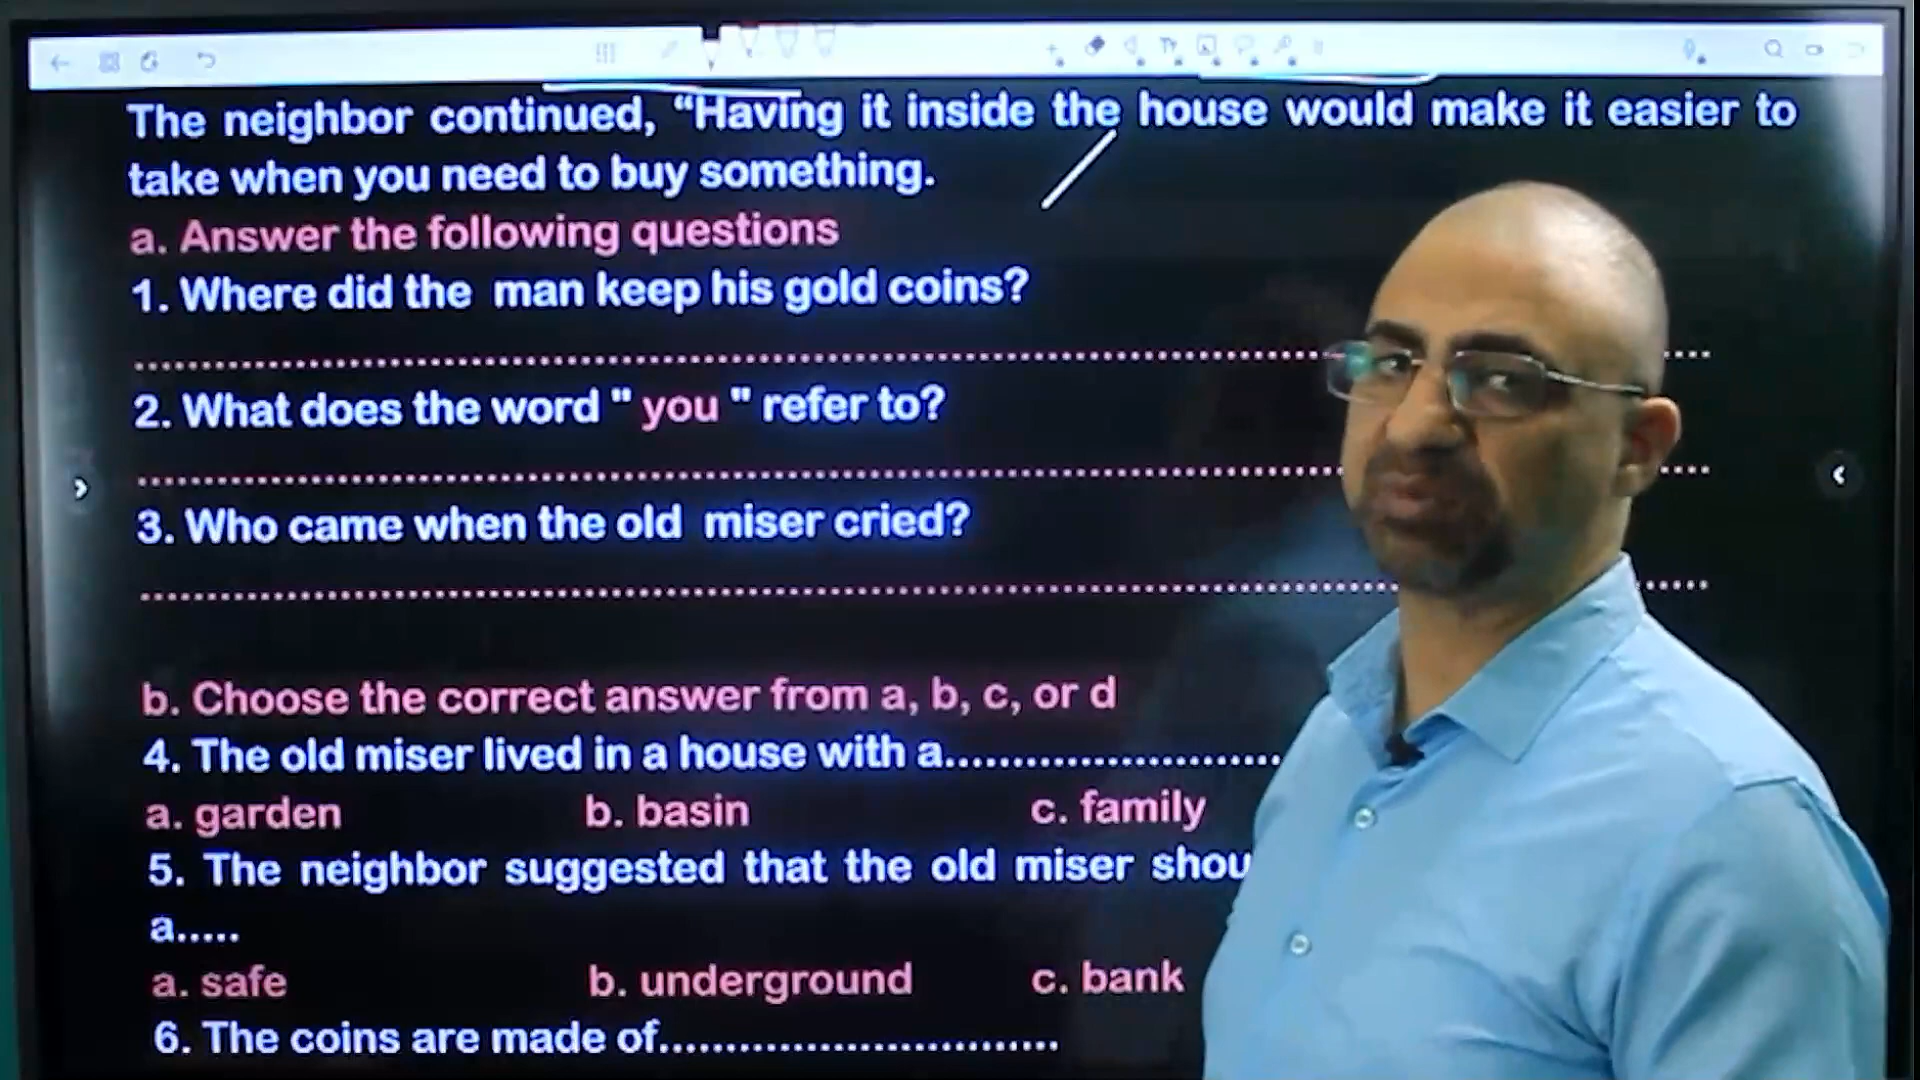 The neighbor continued, “Having it inside the house would make it easier to
take when you need to buy something.
a. Answer the following questions
1. Where did the man keep his gold coins?
2. What does the word " you " refer to?
3. Who came when the old miser cried?
b. Choose the correct answer from a, b, c, or d
4. The old miser lived in a house with a............................
a. garden b. basin c. family
5. The neighbor suggested that the old miser
a.....
a. safe b. underground c. bank
6. The coins are made of..............................